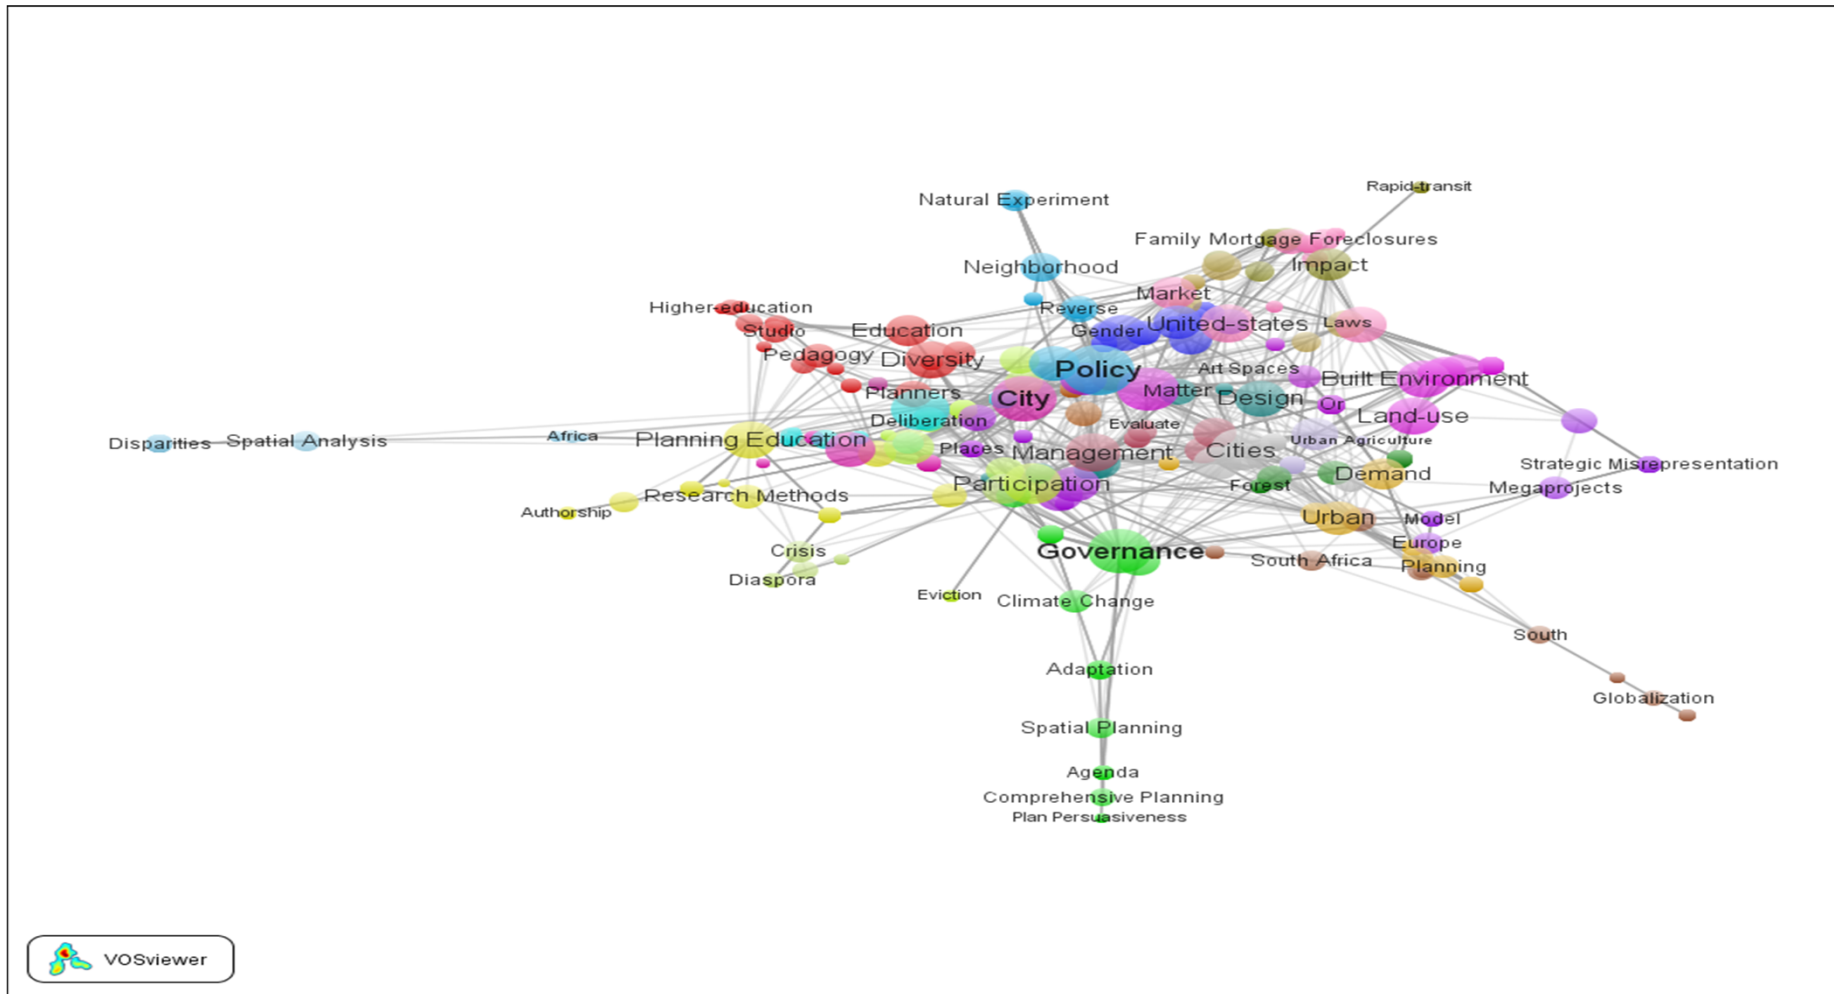 Rapid-transit
Natural Experiment
Family Mortgage Foreclosures
Neighborhood
Impact
Market
Higher-education
Reverse
Studio
Education
Gender
United-states
Laws
Pedagogy
Diversity
Policy
Art Spaces
Built Environment
Planners
City
Matter
Design
Or
Land-use
Deliberation
Evaluate
Disparities
Spatial Analysis
Africa
Planning Education
Places
Management
Cities
Urban Agriculture
Strategic Misrepresentation
Participation
Forest
Demand
Megaprojects
Research Methods
Authorship
Urban
Model
Crisis
Governance
Europe
South Africa
Planning
Diaspora
Eviction
Climate Change
South
Adaptation
Globalization
Spatial Planning
Agenda
Comprehensive Planning
Plan Persuasiveness
VOSviewer